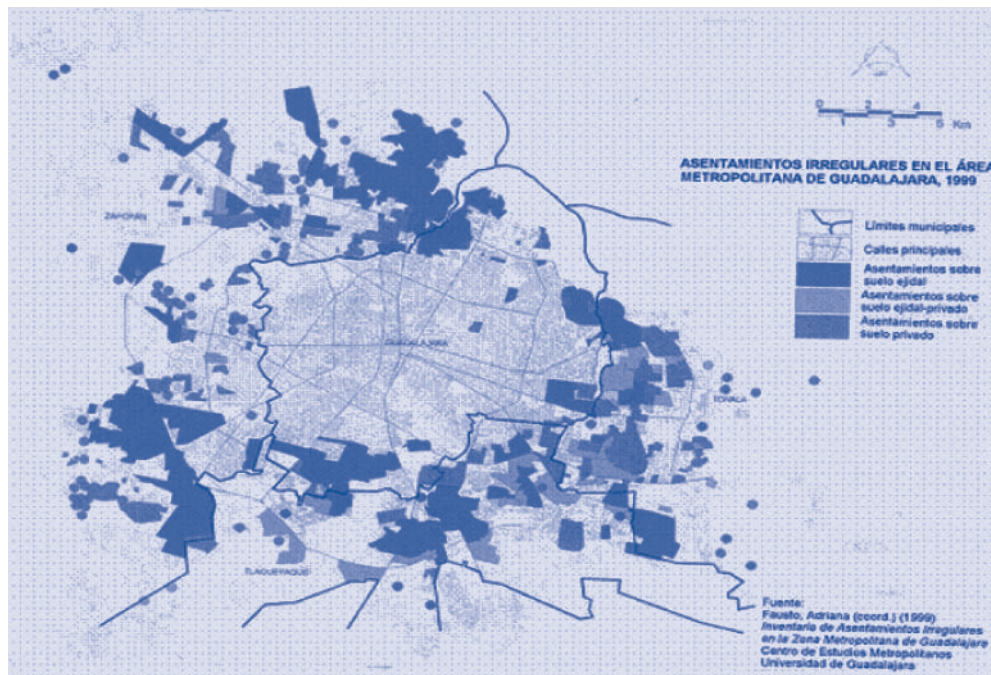 0 2 4
1 3 5 Km
ASENTAMIENTOS IRREGULARES EN EL ÁREA
METROPOLITANA DE GUADALAJARA, 1999
Límites municipales
Calles principales
Asentamientos sobre
suelo ejidal
Asentamientos sobre
suelo ejidal-privado
Asentamientos sobre
suelo privado
ZAPOPAN
GUADALAJARA
TONALA
TLAQUEPAQUE
Fuente:
Fausto, Adriana (coord.) (1999)
Inventario de Asentamientos Irregulares
en la Zona Metropolitana de Guadalajara
Centro de Estudios Metropolitanos
Universidad de Guadalajara